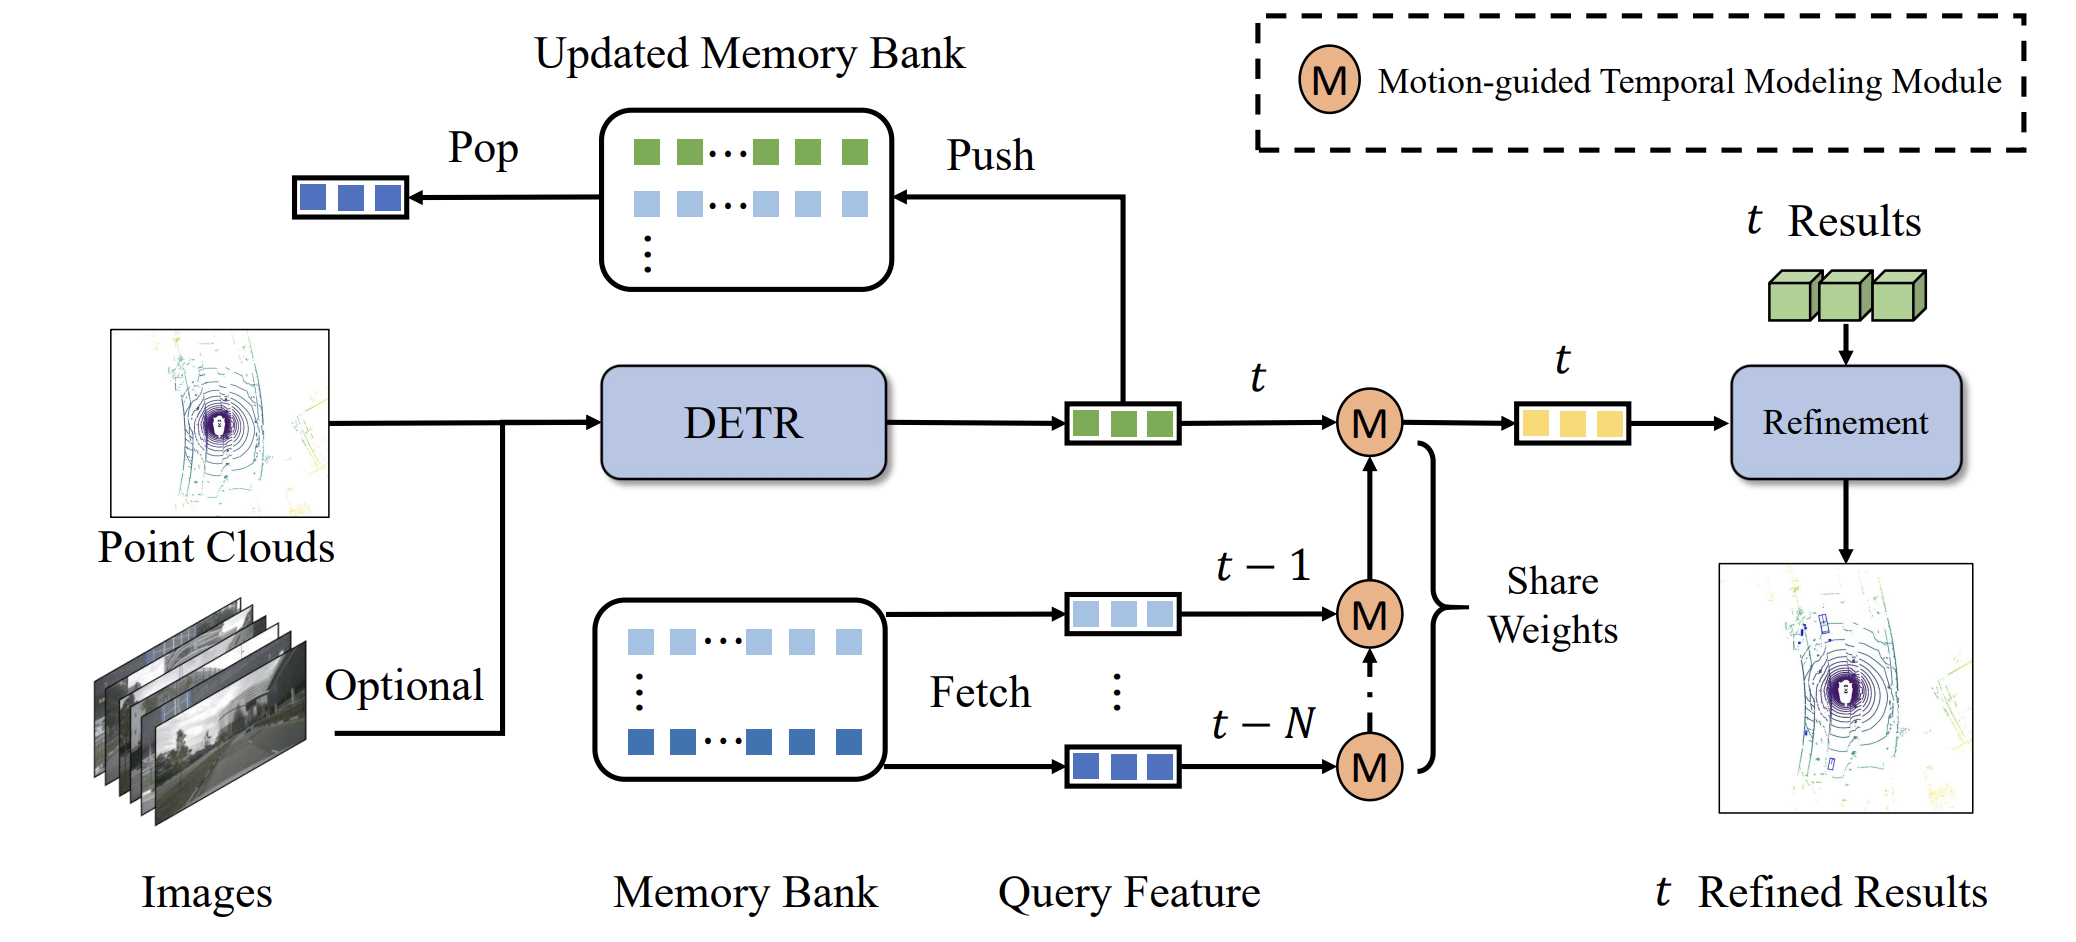 Updated Memory Bank
M Motion-guided Temporal Modeling Module
Pop
Push
t Results
DETR
t
M
t
Refinement
Point Clouds
t − 1
M
Share
Weights
Optional
Fetch
t − N
M
Images
Memory Bank
Query Feature
t Refined Results